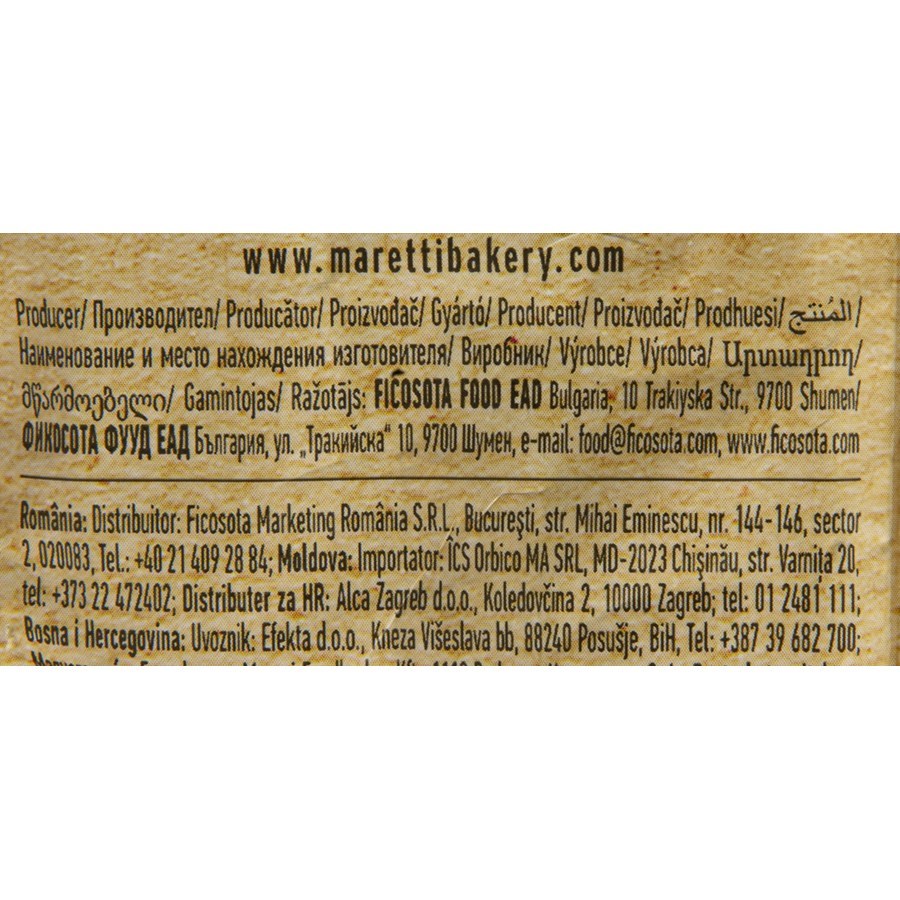 www.marettibakery.com
Producer/ Производител/ Producător/ Proizvođač/ Gyártó/ Producent/ Proizvođač/ Prodhuesi/ المُنتج/
Наименование и место нахождения изготовителя/ Виробник/ Výrobce/ Výrobca/ Արտադրող/
მწარმოებელი/ Gamintojas/ Ražotājs: FICOSOTA FOOD EAD Bulgaria, 10 Trakiyska Str., 9700 Shumen/
ФИКОСОТА ФУУД ЕАД България, ул. „Тракийска“ 10, 9700 Шумен, e-mail: food@ficosota.com, www.ficosota.com
România: Distribuitor: Ficosota Marketing România S.R.L., Bucureşti, str. Mihai Eminescu, nr. 144-146, sector
2, 020083, Tel.: +40 21 409 28 84; Moldova: Importator: ÎCS Orbico MA SRL, MD-2023 Chişinău, str. Varniţa 20,
tel: +373 22 472402; Distributer za HR: Alca Zagreb d.o.o., Koledovčina 2, 10000 Zagreb; tel: 01 2481 111;
Bosna i Hercegovina: Uvoznik: Efekta d.o.o., Kneza Višeslava bb, 88240 Posušje, BiH, Tel: +387 39 682 700;